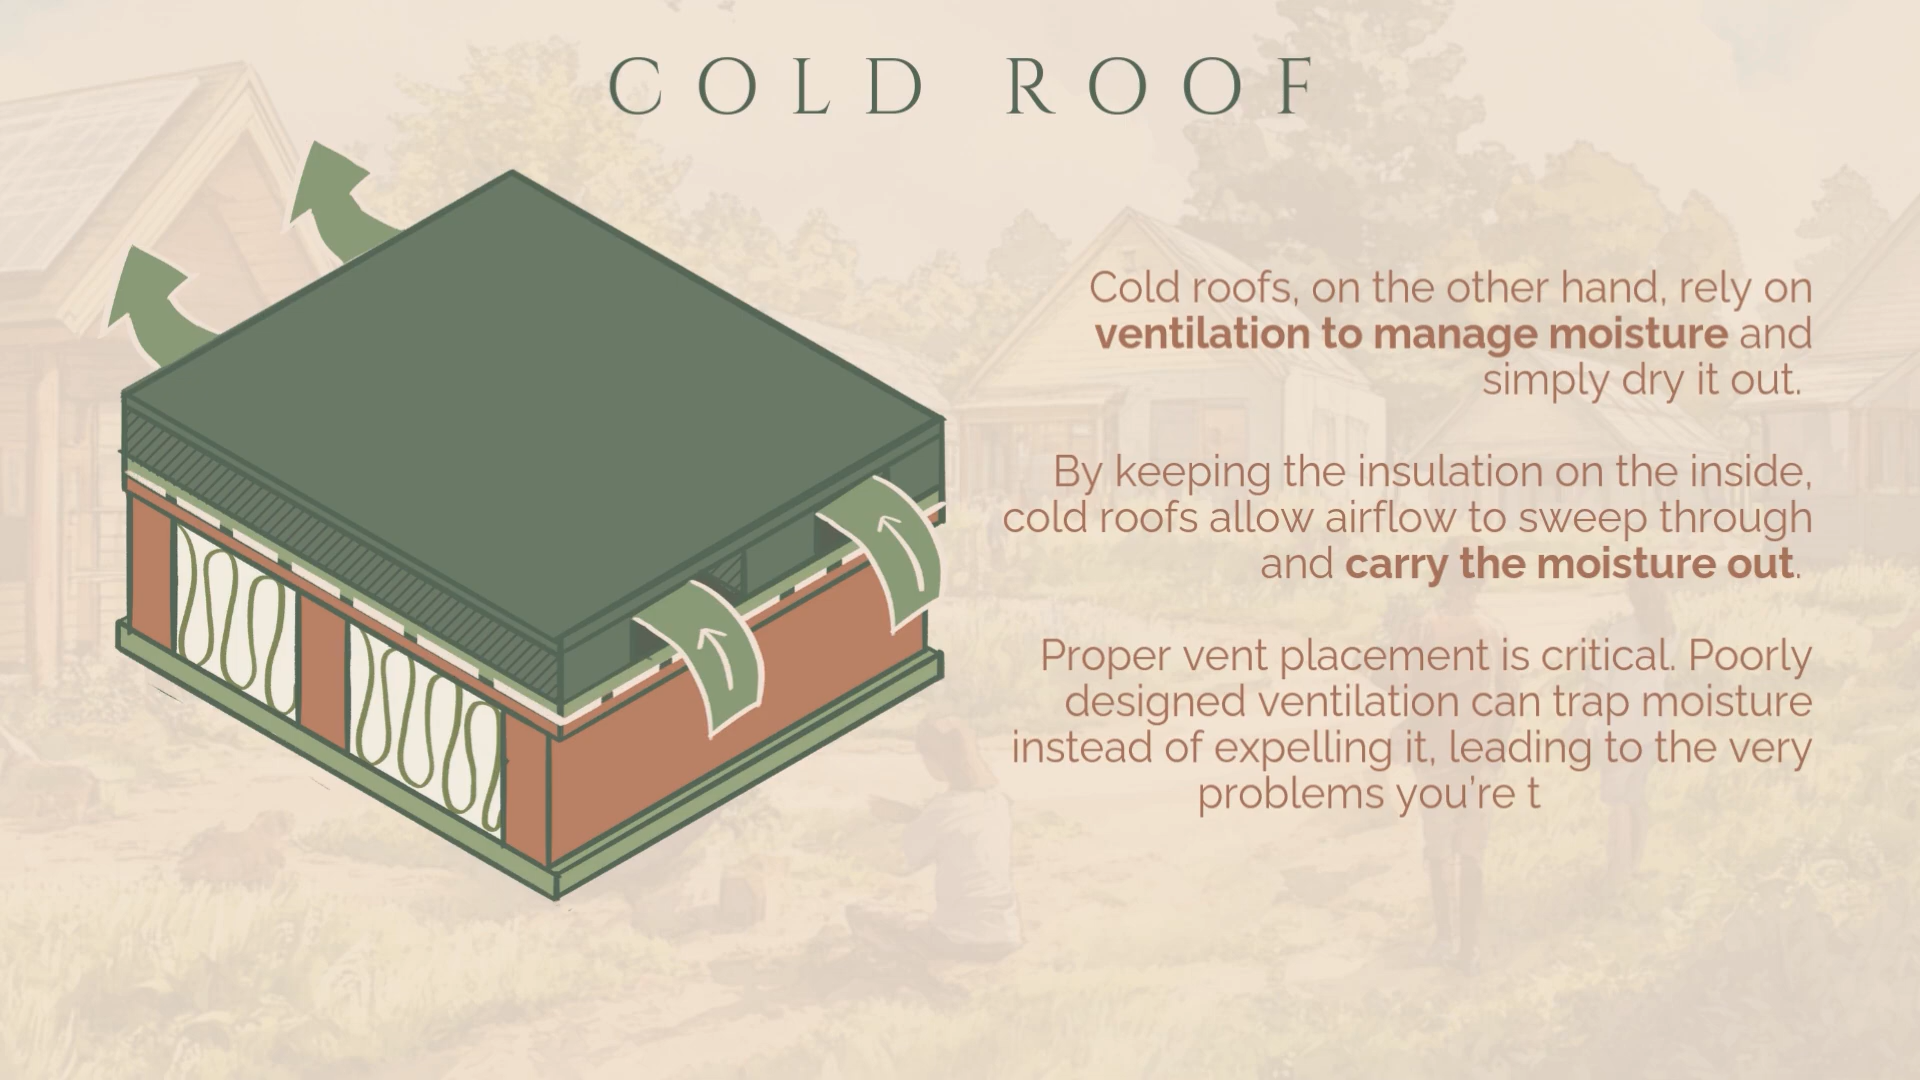 COLD ROOF
Cold roofs, on the other hand, rely on
ventilation to manage moisture and
simply dry it out.
By keeping the insulation on the inside,
cold roofs allow airflow to sweep through
and carry the moisture out.
Proper vent placement is critical. Poorly
designed ventilation can trap moisture
instead of expelling it, leading to the very
problems you’re t